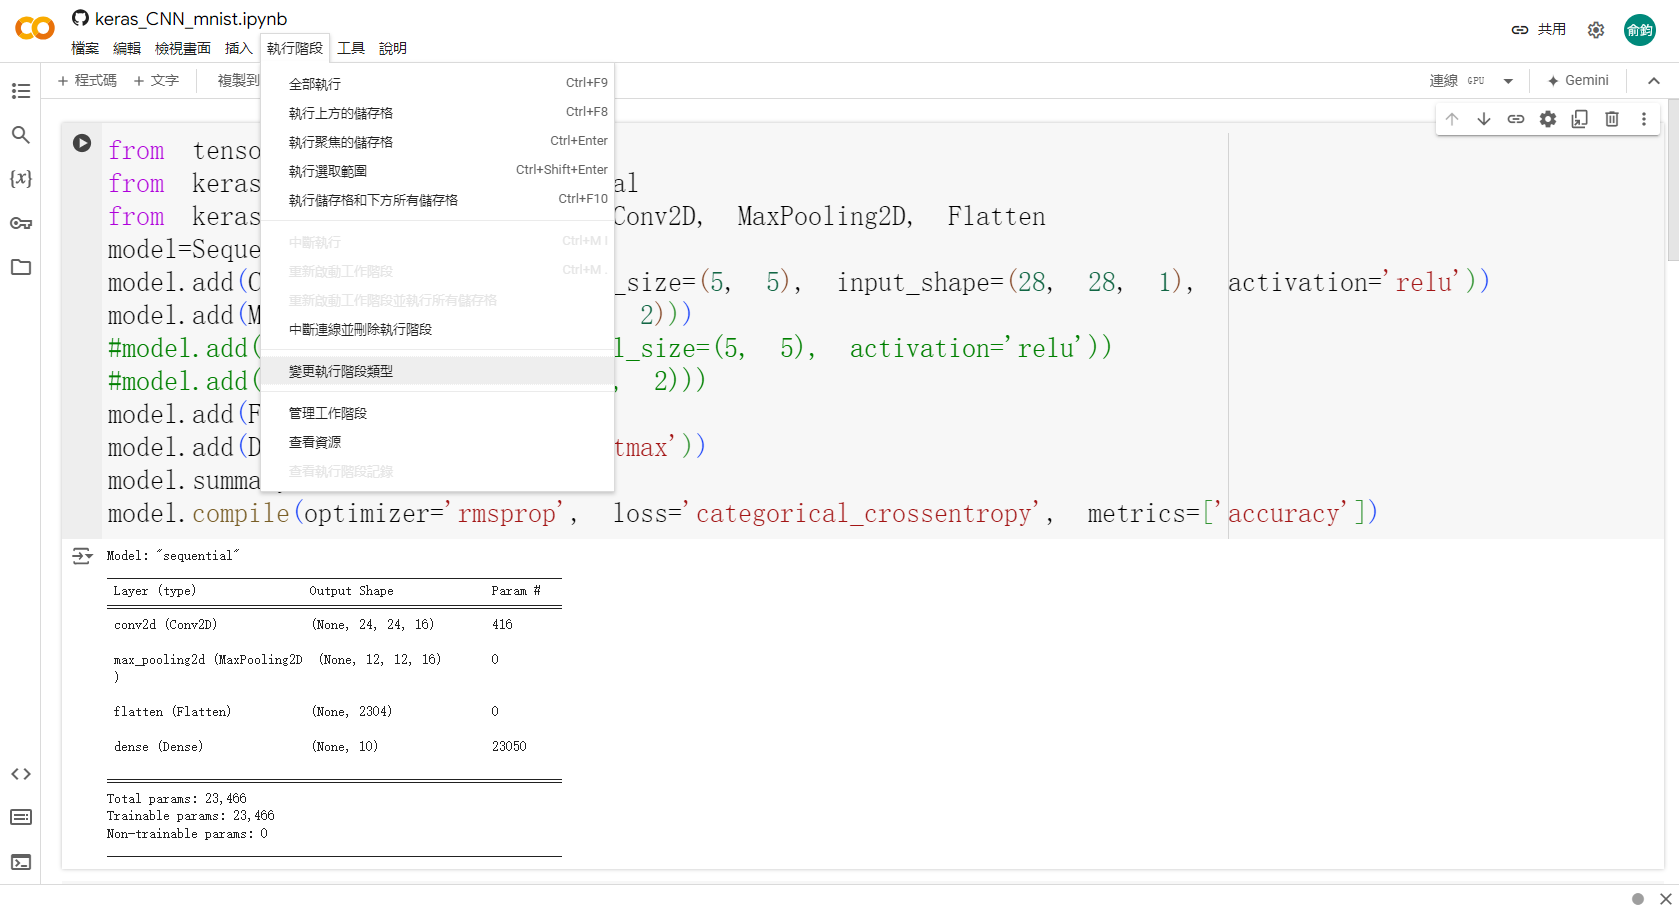 keras_CNN_mnist.ipynb
檔案 編輯 檢視畫面 插入 執行階段 工具 說明
共用
俞鈞
+ 程式碼 + 文字 複製到
連線 GPU Gemini
全部執行 Ctrl+F9
執行上方的儲存格 Ctrl+F8
執行聚焦的儲存格 Ctrl+Enter
執行選取範圍 Ctrl+Shift+Enter
執行儲存格和下方所有儲存格 Ctrl+F10
中斷執行 Ctrl+M I
重新啟動工作階段 Ctrl+M .
重新啟動工作階段並執行所有儲存格
中斷連線並刪除執行階段
變更執行階段類型
管理工作階段
查看資源
查看執行階段記錄
{x}
from tenso
from keras al
from keras Conv2D, MaxPooling2D, Flatten
model=Seque
model.add(C _size=(5, 5), input_shape=(28, 28, 1), activation='relu'))
model.add(M 2)))
#model.add( l_size=(5, 5), activation='relu'))
#model.add( , 2)))
model.add(F
model.add(D tmax'))
model.summa
model.compile(optimizer='rmsprop', loss='categorical_crossentropy', metrics=['accuracy'])
Model: "sequential"
Layer (type) Output Shape Param #
conv2d (Conv2D) (None, 24, 24, 16) 416
max_pooling2d (MaxPooling2D (None, 12, 12, 16) 0
)
flatten (Flatten) (None, 2304) 0
dense (Dense) (None, 10) 23050
Total params: 23,466
Trainable params: 23,466
Non-trainable params: 0